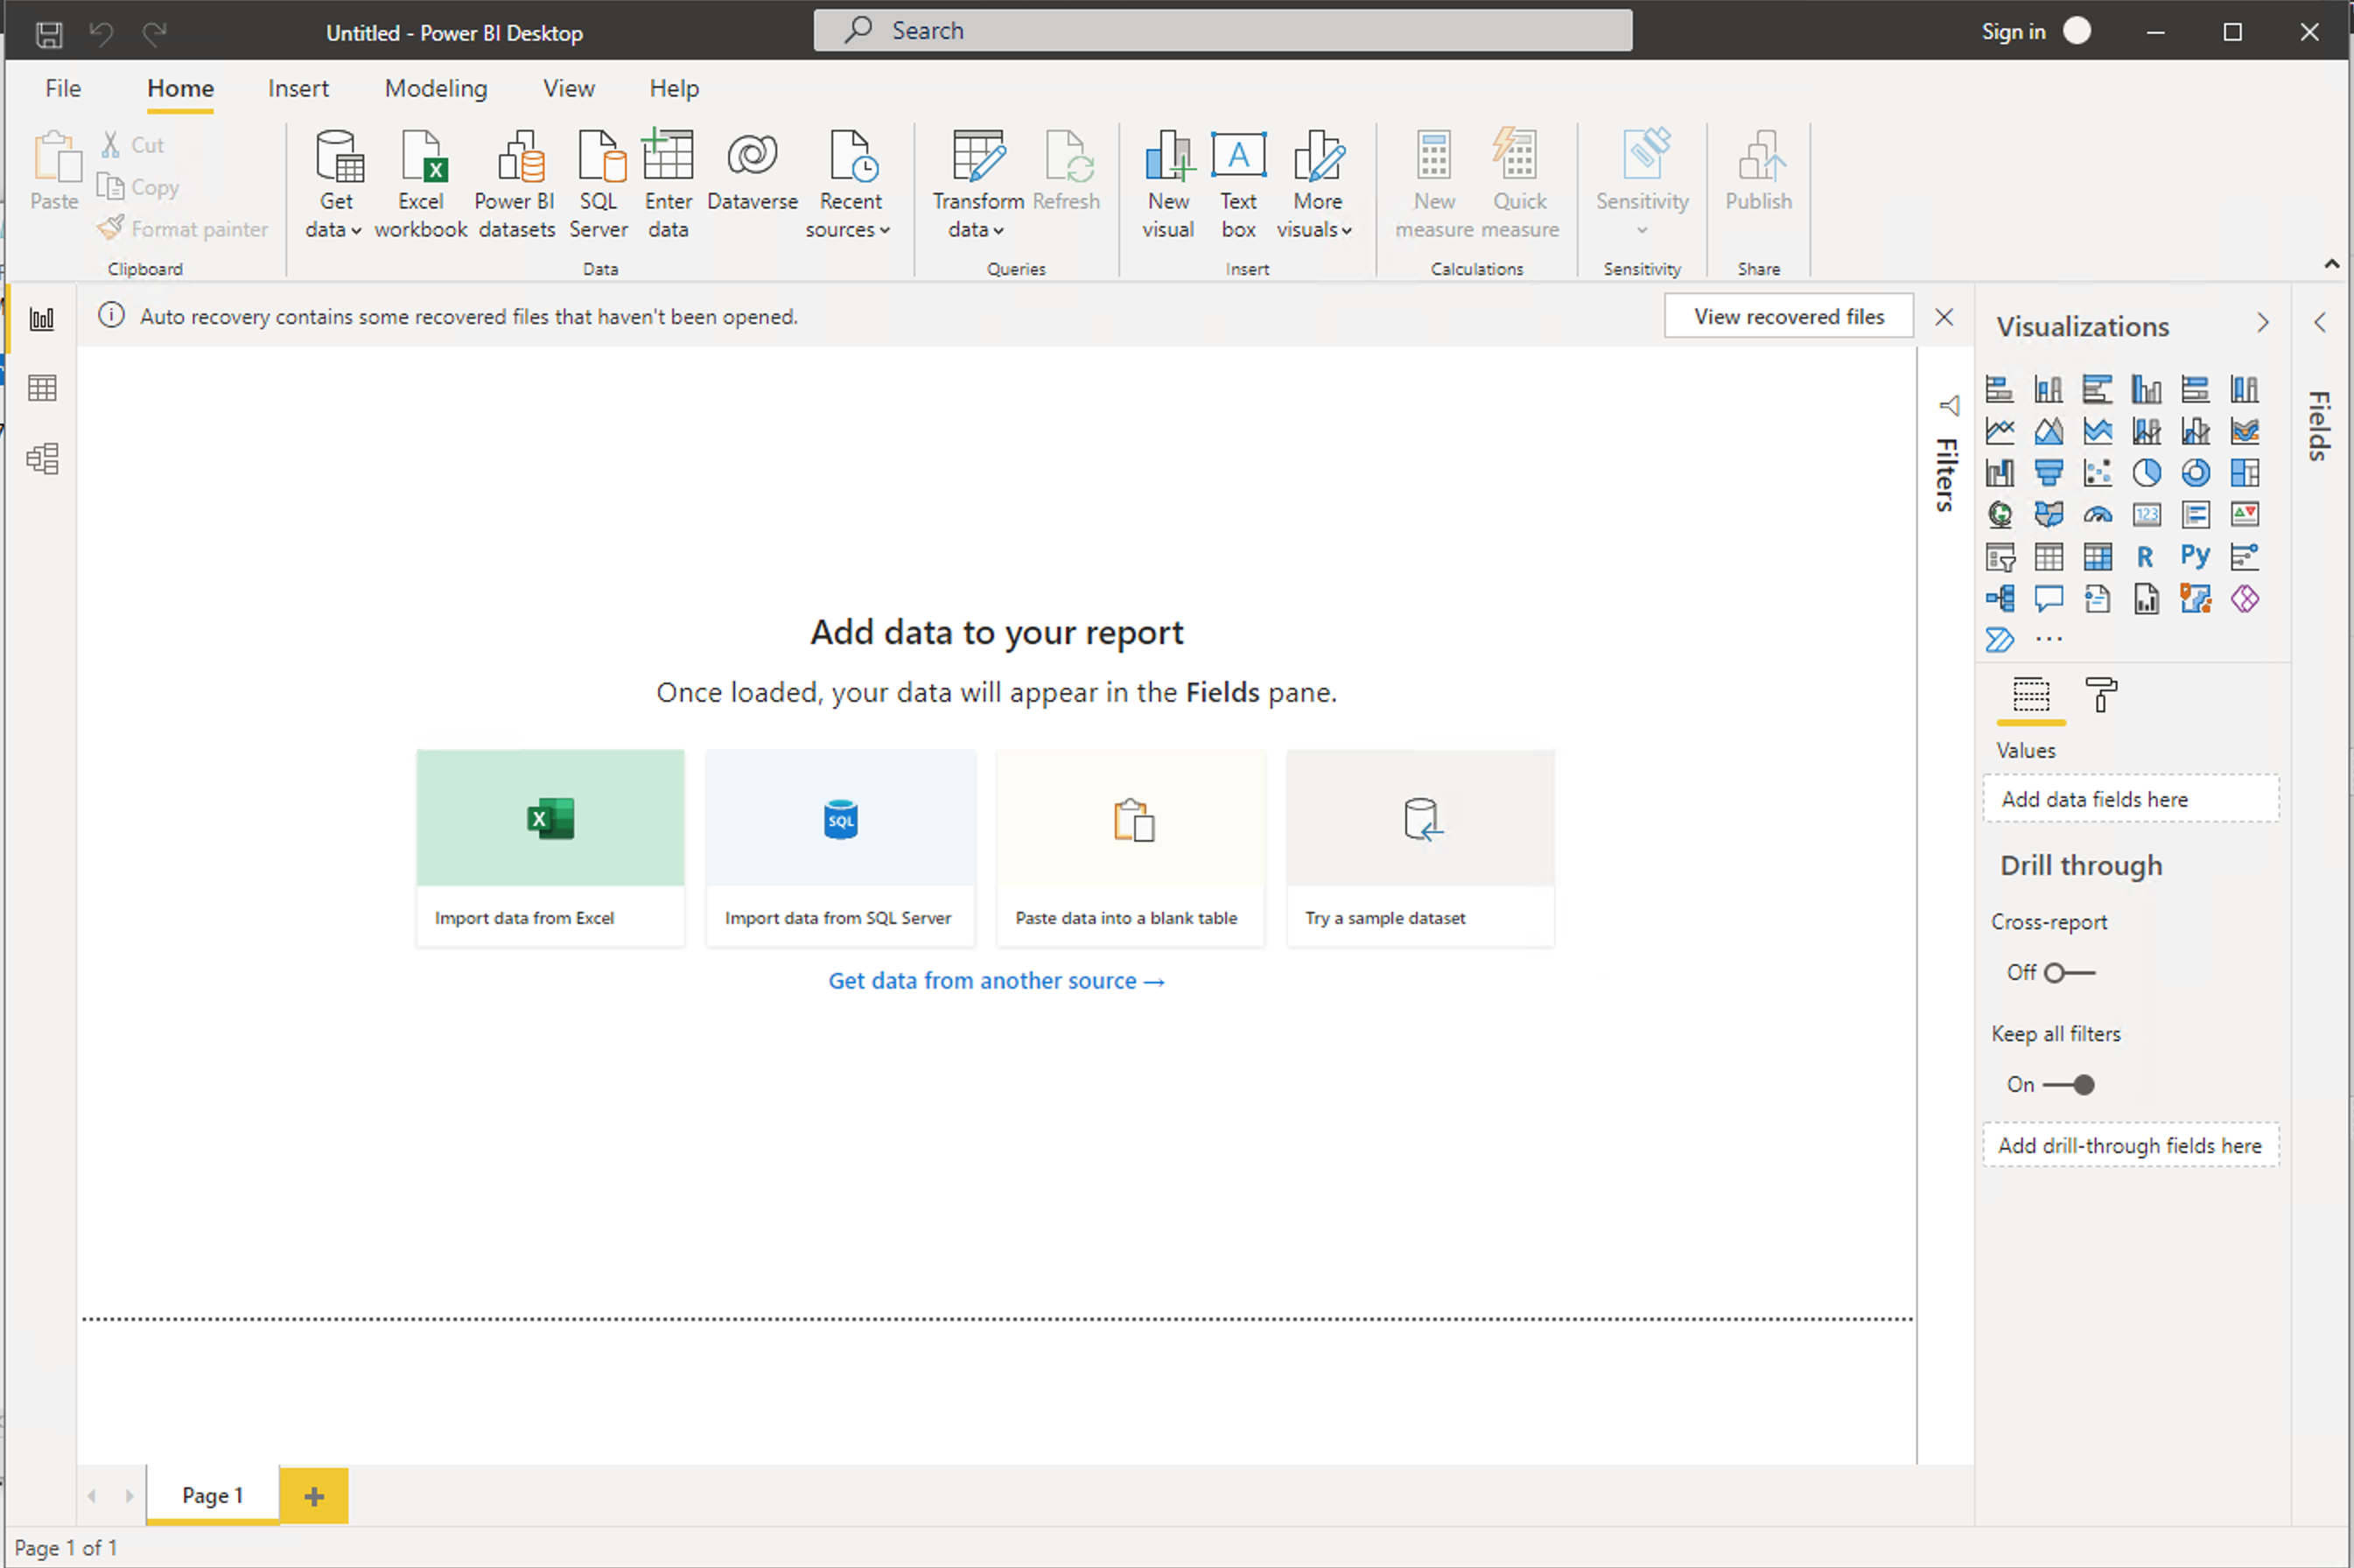 Untitled - Power BI Desktop
Search
Sign in
File
Home
Insert
Modeling
View
Help
Paste
Cut
Copy
Format painter
Clipboard
Get
data
Excel
workbook
Power BI
datasets
SQL
Server
Enter
data
Dataverse
Recent
sources
Data
Transform
data
Refresh
Queries
New
visual
A
Text
box
More
visuals
Insert
New
measure
Quick
measure
Calculations
Sensitivity
Sensitivity
Publish
Share
Auto recovery contains some recovered files that haven't been opened.
View recovered files
Filters
Visualizations
Fields
123
R
Py
Values
Add data fields here
Drill through
Cross-report
Off
Keep all filters
On
Add drill-through fields here
Add data to your report
Once loaded, your data will appear in the Fields pane.
X
Import data from Excel
SQL
Import data from SQL Server
Paste data into a blank table
Try a sample dataset
Get data from another source →
Page 1
Page 1 of 1